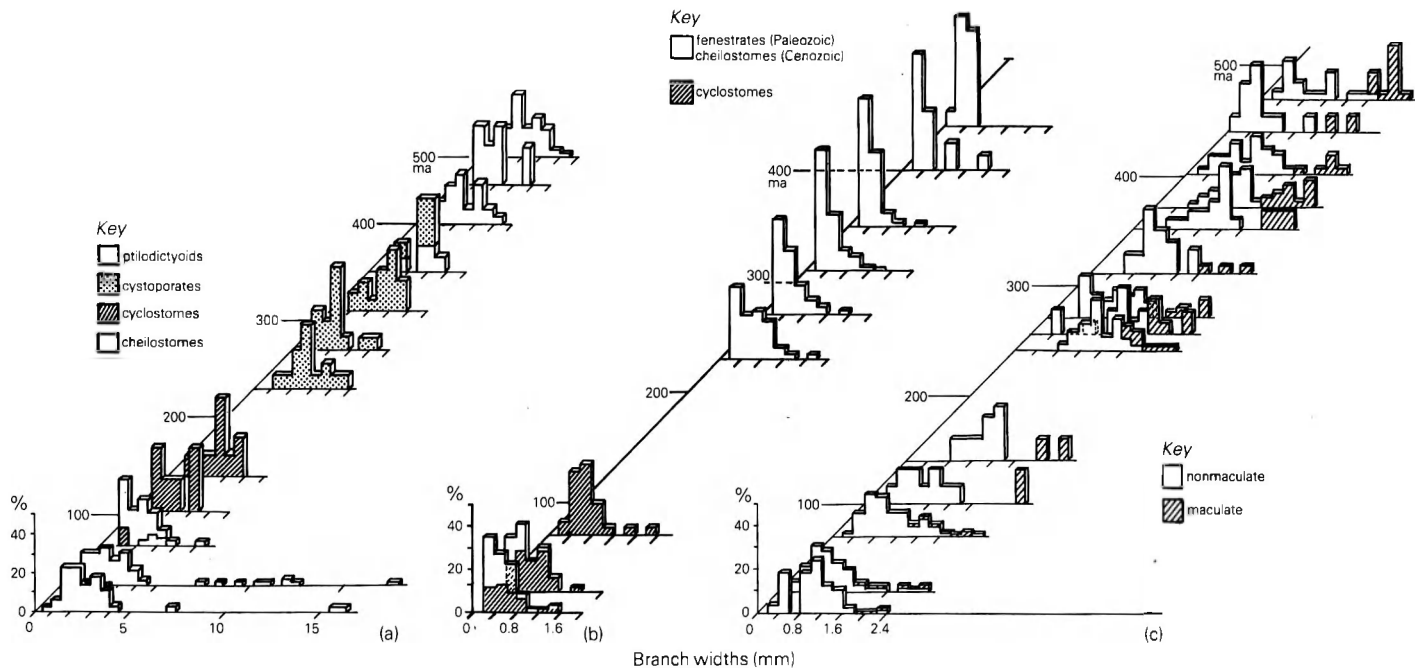 Key
ptilodictyoids
cystoporates
cyclostomes
cheilostomes
500
ma
400
300
200
100
%
40
20
10
0
0
5
10
15
(a)
Key
fenestrates (Paleozoic)
cheilostomes (Cenozoic)
cyclostomes
400
ma
300
200
100
%
40
20
0
0
0.8
1.6
(b)
500
ma
400
300
200
100
%
40
20
0
0
0.8
1.6
2.4
(c)
Key
nonmaculate
maculate
Branch widths (mm)